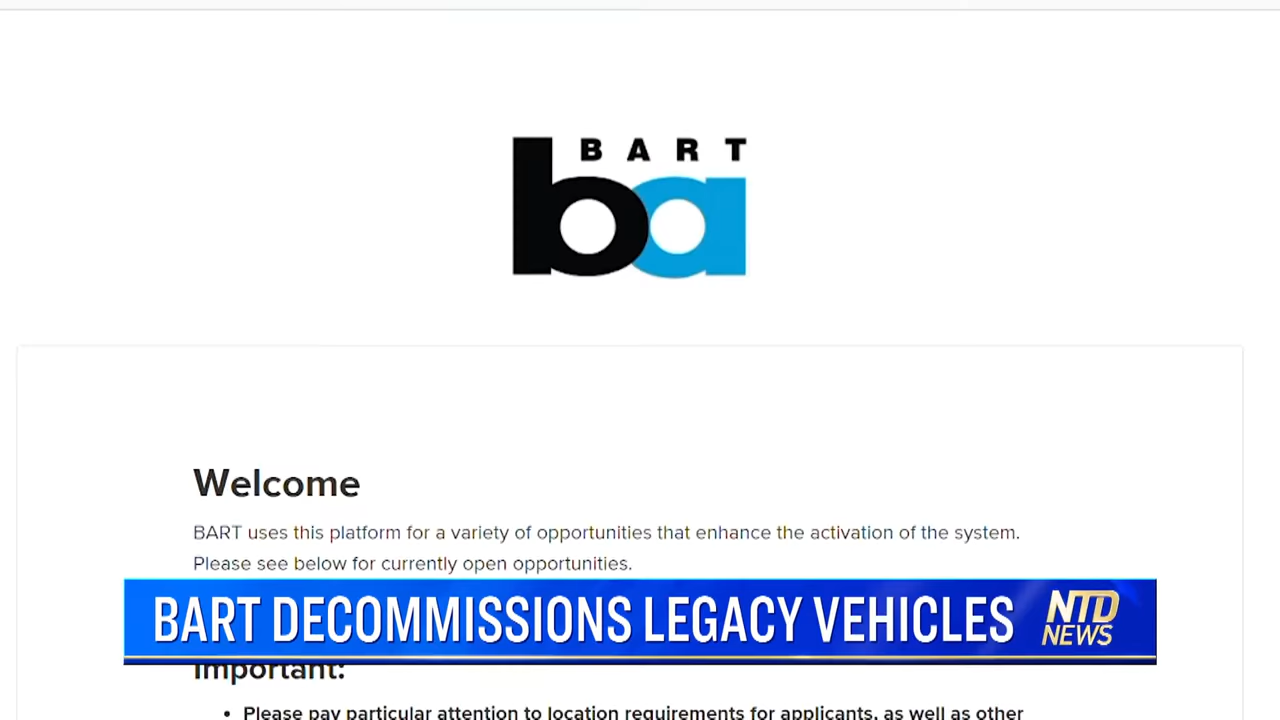 BART
ba
Welcome
BART uses this platform for a variety of opportunities that enhance the activation of the system.
Please see below for currently open opportunities.
BART DECOMMISSIONS LEGACY VEHICLES
NTD
NEWS
Important:
• Please pay particular attention to location requirements for applicants, as well as other